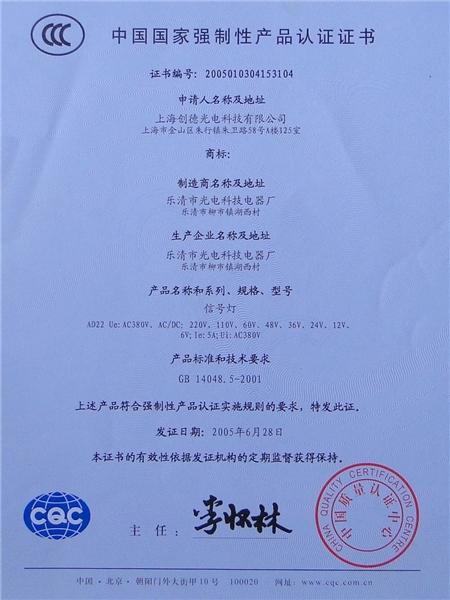 中国国家强制性产品认证证书
证书编号：2005010304153104
申请人名称及地址
上海创德光电科技有限公司
上海市金山区朱行镇朱卫路58号A楼125室
商标：
制造商名称及地址
乐清市光电科技电器厂
乐清市柳市镇湖西村
生产企业名称及地址
乐清市光电科技电器厂
乐清市柳市镇湖西村
产品名称和系列、规格、型号
信号灯
AD22 Ue:AC380V、AC/DC: 220V、110V、60V、48V、36V、24V、12V、
6V;Ie:5A;Ui:AC380V
产品标准和技术要求
GB 14048.5-2001
上述产品符合强制性产品认证实施规则的要求，特发此证。
发证日期：2005年6月28日
本证书的有效性依据发证机构的定期监督获得保持。
CQC
主任：李怀林
CHINA QUALITY CERTIFICATION CENTRE
中国质量认证中心
中国·北京·朝阳门外大街甲10号 100020 网址：www.cqc.com.cn